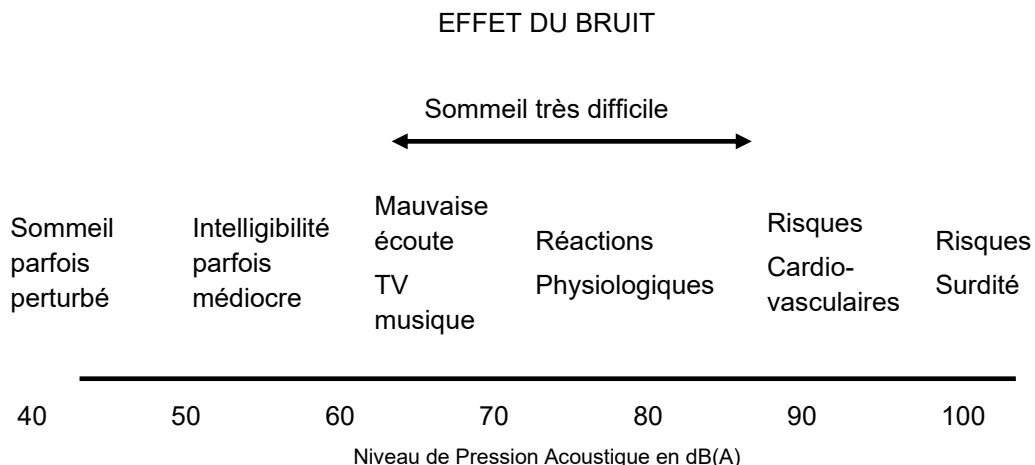 EFFET DU BRUIT
Sommeil très difficile
Sommeil
parfois
perturbé
Intelligibilité
parfois
médiocre
Mauvaise
écoute
TV
musique
Réactions
Physiologiques
Risques
Cardio-
vasculaires
Risques
Surdité
40 50 60 70 80 90 100
Niveau de Pression Acoustique en dB(A)